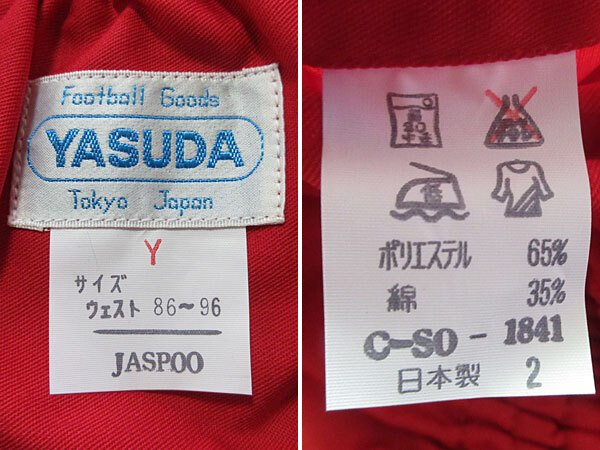 Football Goods
YASUDA
Tokyo Japan
Y
サイズ
ウェスト 86〜96
JASPOO
ポリエステル 65%
綿 35%
C-SO-1841
日本製 2